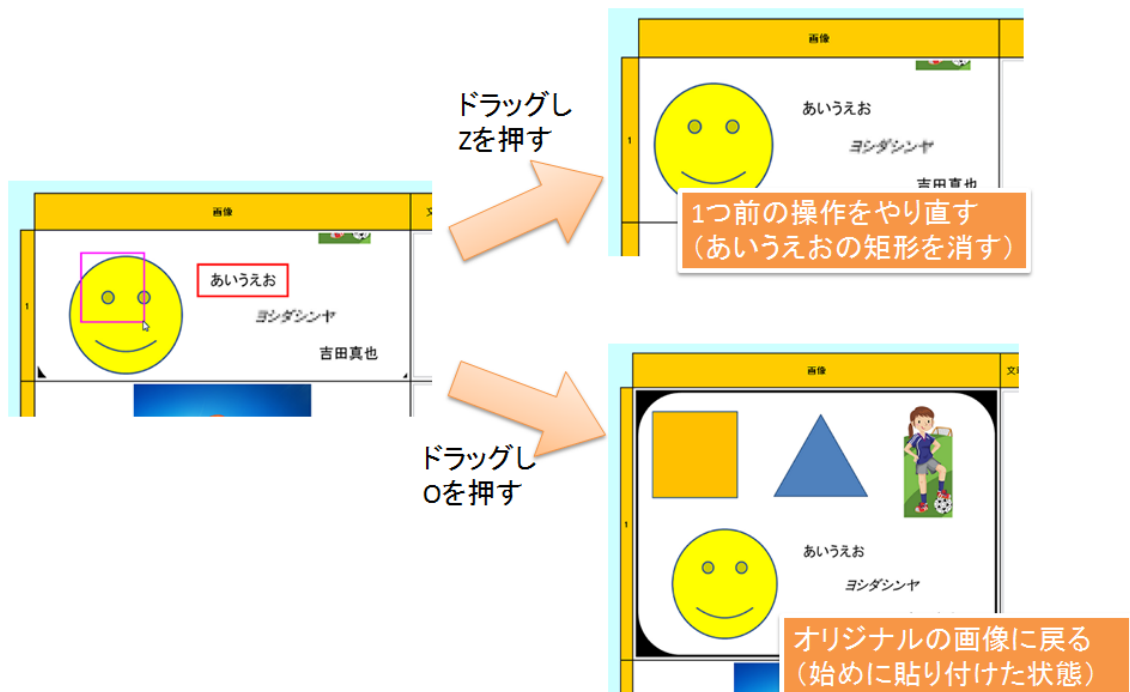 画像
1
あいうえお
ヨシダシンヤ
吉田真也
ドラッグし
Zを押す
画像
1
あいうえお
ヨシダシンヤ
吉田真也
1つ前の操作をやり直す
（あいうえおの矩形を消す）
ドラッグし
Oを押す
画像
1
あいうえお
ヨシダシンヤ
オリジナルの画像に戻る
（始めに貼り付けた状態）